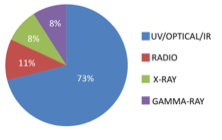 8%
8%
11%
73%
UV/OPTICAL/IR
RADIO
X-RAY
GAMMA-RAY